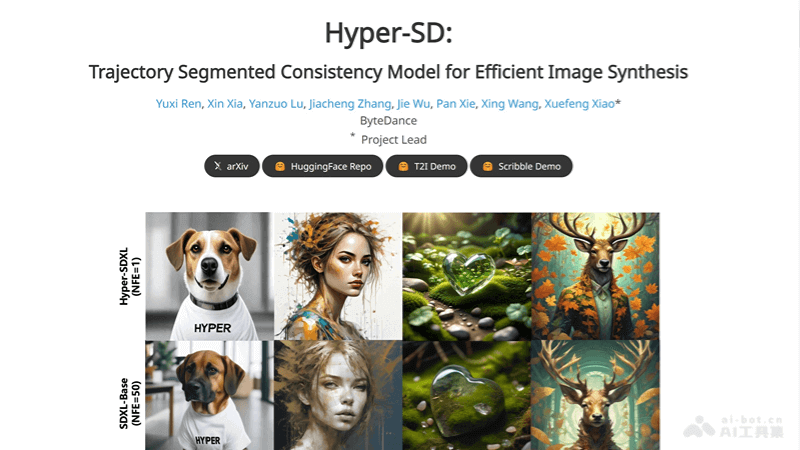 Hyper-SD:
Trajectory Segmented Consistency Model for Efficient Image Synthesis
Yuxi Ren, Xin Xia, Yanzuo Lu, Jiacheng Zhang, Jie Wu, Pan Xie, Xing Wang, Xuefeng Xiao*
ByteDance
* Project Lead
arXiv HuggingFace Repo T2I Demo Scribble Demo
Hyper-SDXL
(NFE=1)
HYPER
SDXL-Base
(NFE=50)
HYPER
ai-bot.cn
AI工具集